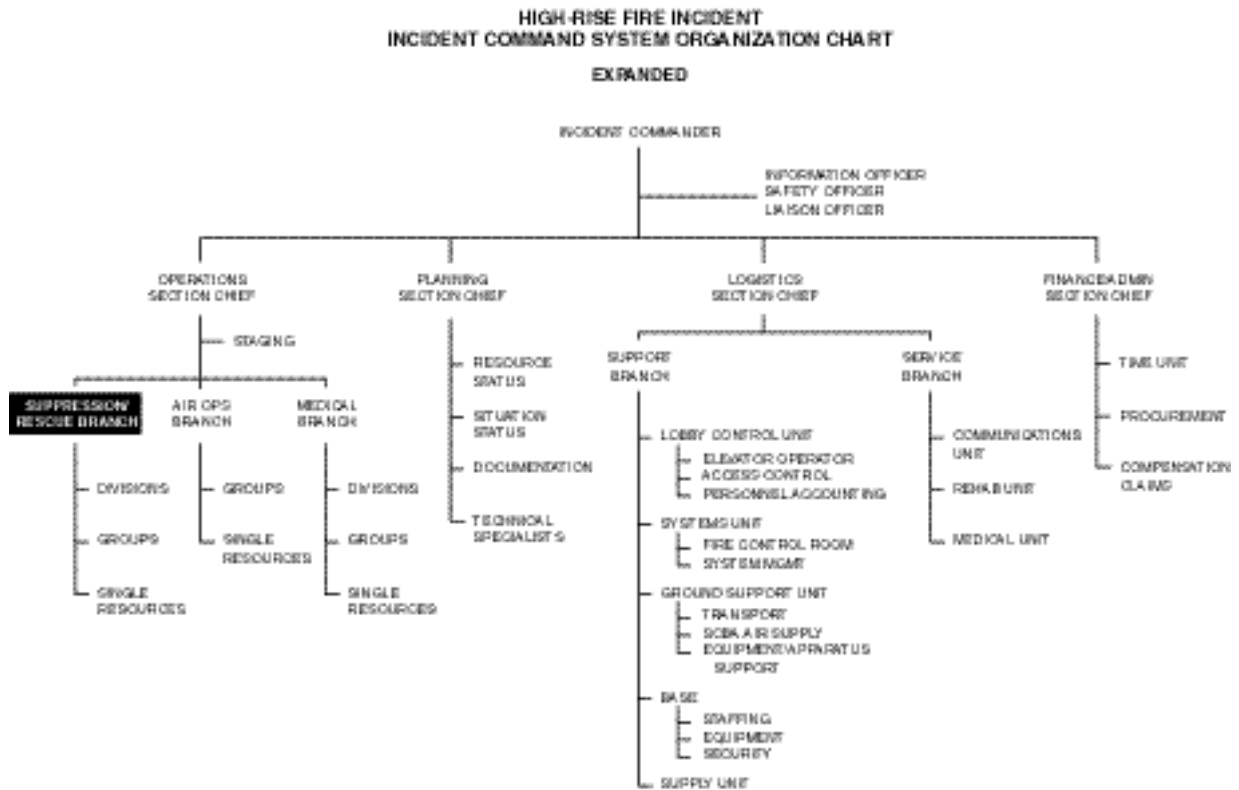 HIGH-RISE FIRE INCIDENT
INCIDENT COMMAND SYSTEM ORGANIZATION CHART
EXPANDED
INCIDENT COMMANDER
INFORMATION OFFICER
SAFETY OFFICER
LIAISON OFFICER
OPERATIONS
SECTION CHIEF
PLANNING
SECTION CHIEF
LOGISTICS
SECTION CHIEF
FINANCE/ADMIN
SECTION CHIEF
STAGING
SUPPRESSION/
RESCUE BRANCH
AIR OPS
BRANCH
MEDICAL
BRANCH
DIVISIONS
GROUPS
SINGLE
RESOURCES
GROUPS
SINGLE
RESOURCES
DIVISIONS
GROUPS
SINGLE
RESOURCES
RESOURCE
STATUS
SITUATION
STATUS
DOCUMENTATION
TECHNICAL
SPECIALISTS
SUPPORT
BRANCH
LOBBY CONTROL UNIT
ELEVATOR OPERATOR
ACCESS CONTROL
PERSONNEL ACCOUNTING
SYSTEMS UNIT
FIRE CONTROL ROOM
SYSTEM MGMT
GROUND SUPPORT UNIT
TRANSPORT
SCBA AIR SUPPLY
EQUIPMENT/APPARATUS
SUPPORT
BASE
STAFFING
EQUIPMENT
SECURITY
SUPPLY UNIT
SERVICE
BRANCH
COMMUNICATIONS
UNIT
REHAB UNIT
MEDICAL UNIT
TIME UNIT
PROCUREMENT
COMPENSATION
CLAIMS